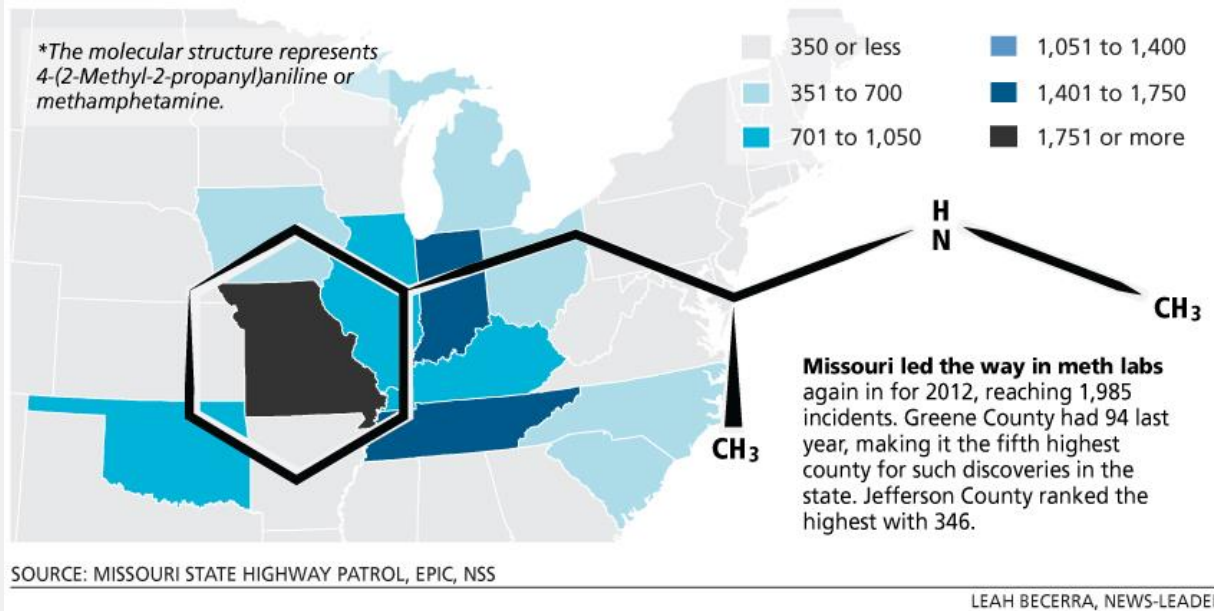 *The molecular structure represents
4-(2-Methyl-2-propanyl)aniline or
methamphetamine.
350 or less
351 to 700
701 to 1,050
1,051 to 1,400
1,401 to 1,750
1,751 or more
H
N
CH3
CH3
Missouri led the way in meth labs
again in for 2012, reaching 1,985
incidents. Greene County had 94 last
year, making it the fifth highest
county for such discoveries in the
state. Jefferson County ranked the
highest with 346.
SOURCE: MISSOURI STATE HIGHWAY PATROL, EPIC, NSS
LEAH BECERRA, NEWS-LEADE